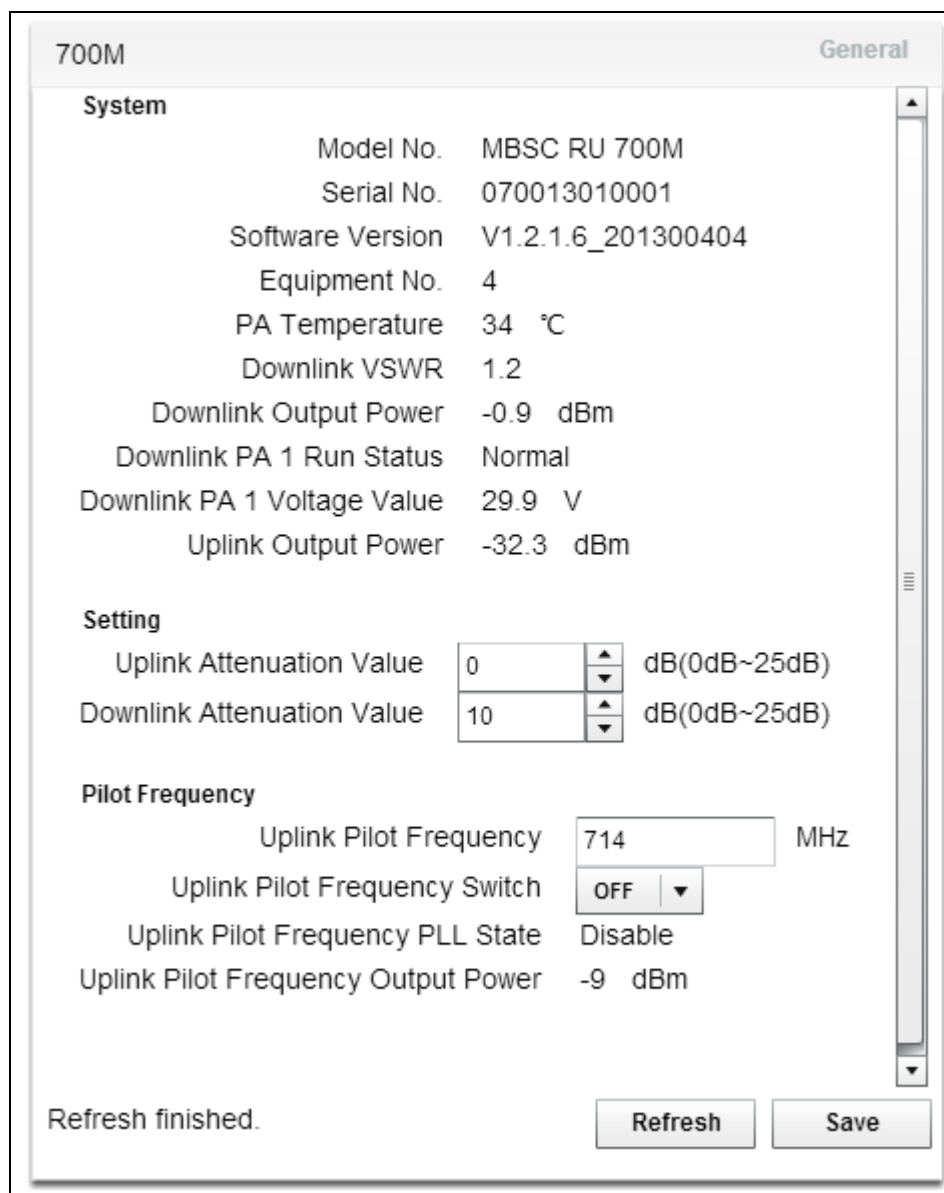 700M General
System
Model No. MBSC RU 700M
Serial No. 070013010001
Software Version V1.2.1.6_201300404
Equipment No. 4
PA Temperature 34 ℃
Downlink VSWR 1.2
Downlink Output Power -0.9 dBm
Downlink PA 1 Run Status Normal
Downlink PA 1 Voltage Value 29.9 V
Uplink Output Power -32.3 dBm
Setting
Uplink Attenuation Value 0 dB(0dB~25dB)
Downlink Attenuation Value 10 dB(0dB~25dB)
Pilot Frequency
Uplink Pilot Frequency 714 MHz
Uplink Pilot Frequency Switch OFF
Uplink Pilot Frequency PLL State Disable
Uplink Pilot Frequency Output Power -9 dBm
Refresh finished. Refresh Save